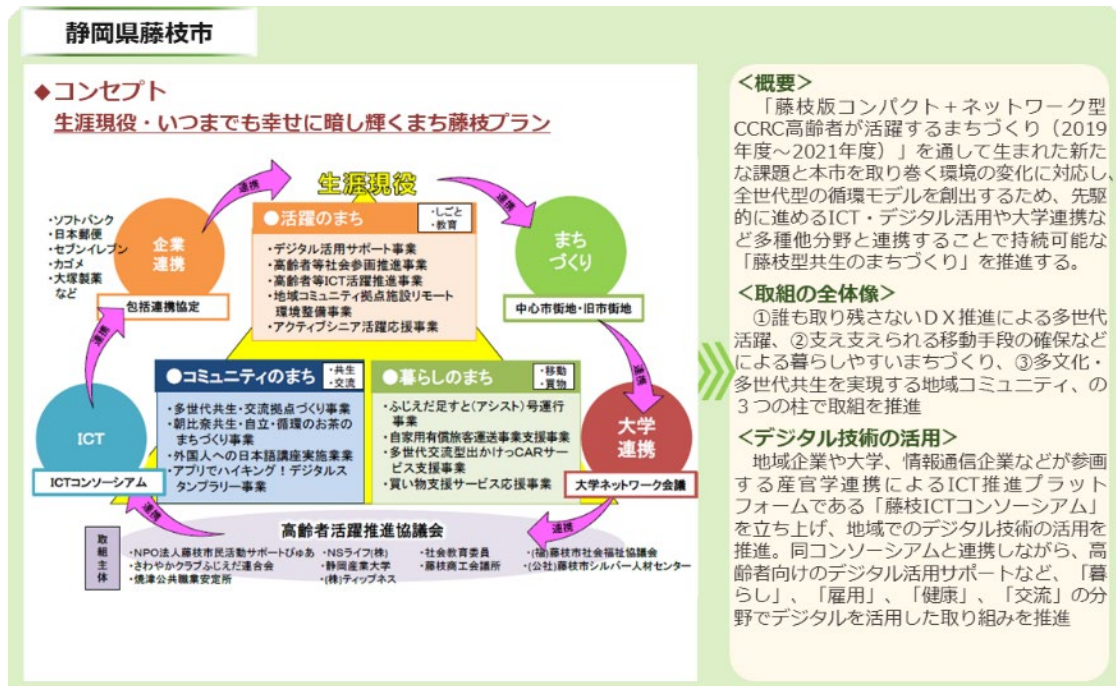 静岡県藤枝市
◆コンセプト
生涯現役・いつまでも幸せに暗し輝くまち藤枝プラン
生涯現役
連携
連携
・ソフトバンク
・日本郵便
・セブンイレブン
・カゴメ
・大塚製薬
など
企業
連携
包括連携協定
●活躍のまち
・しごと
・教育
・デジタル活用サポート事業
・高齢者等社会参画推進事業
・高齢者等ICT活躍推進事業
・地域コミュニティ拠点施設リモート
環境整備事業
・アクティブシニア活躍応援事業
まち
づくり
中心市街地・旧市街地
連携
連携
●コミュニティのまち
・共生
・交流
・多世代共生・交流拠点づくり事業
・朝比奈共生・自立・循環のお茶の
まちづくり事業
・外国人への日本語講座実施業業
・アプリでハイキング！デジタルス
タンプラリー事業
●暮らしのまち
・移動
・買物
・ふじえだ足すと(アシスト)号運行
事業
・自家用有償旅客運送事業支援事業
・多世代交流型出かけっCARサー
ビス支援事業
・買い物支援サービス応援事業
ICT
ICTコンソーシアム
大学
連携
大学ネットワーク会議
連携
連携
高齢者活躍推進協議会
取組主体
・NPO法人藤枝市民活動サポートぴゅあ ・NSライフ(株) ・社会教育委員 ・(福)藤枝市社会福祉協議会
・さわやかクラブふじえだ連合会 ・静岡産業大学 ・藤枝商工会議所 ・(公社)藤枝市シルバー人材センター
・焼津公共職業安定所 ・(株)ティップネス
＜概要＞
「藤枝版コンパクト＋ネットワーク型
CCRC高齢者が活躍するまちづくり（2019
年度～2021年度）」を通して生まれた新た
な課題と本市を取り巻く環境の変化に対応し、
全世代型の循環モデルを創出するため、先駆
的に進めるICT・デジタル活用や大学連携な
ど多種他分野と連携することで持続可能な
「藤枝型共生のまちづくり」を推進する。
＜取組の全体像＞
①誰も取り残さないＤＸ推進による多世代
活躍、②支え支えられる移動手段の確保など
による暮らしやすいまちづくり、③多文化・
多世代共生を実現する地域コミュニティ、の
３つの柱で取組を推進
＜デジタル技術の活用＞
地域企業や大学、情報通信企業などが参画
する産官学連携によるICT推進プラット
フォームである「藤枝ICTコンソーシアム」
を立ち上げ、地域でのデジタル技術の活用を
推進。同コンソーシアムと連携しながら、高
齢者向けのデジタル活用サポートなど、「暮
らし」、「雇用」、「健康」、「交流」の分
野でデジタルを活用した取り組みを推進